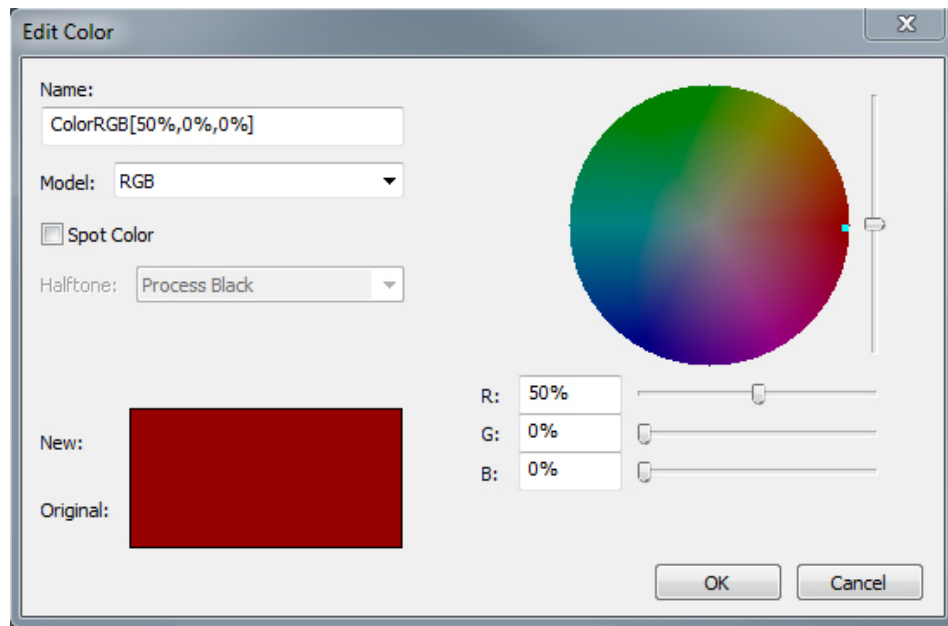 Edit Color
Name:
ColorRGB[50%,0%,0%]
Model: RGB
Spot Color
Halftone: Process Black
R: 50%
G: 0%
B: 0%
New:
Original:
OK Cancel